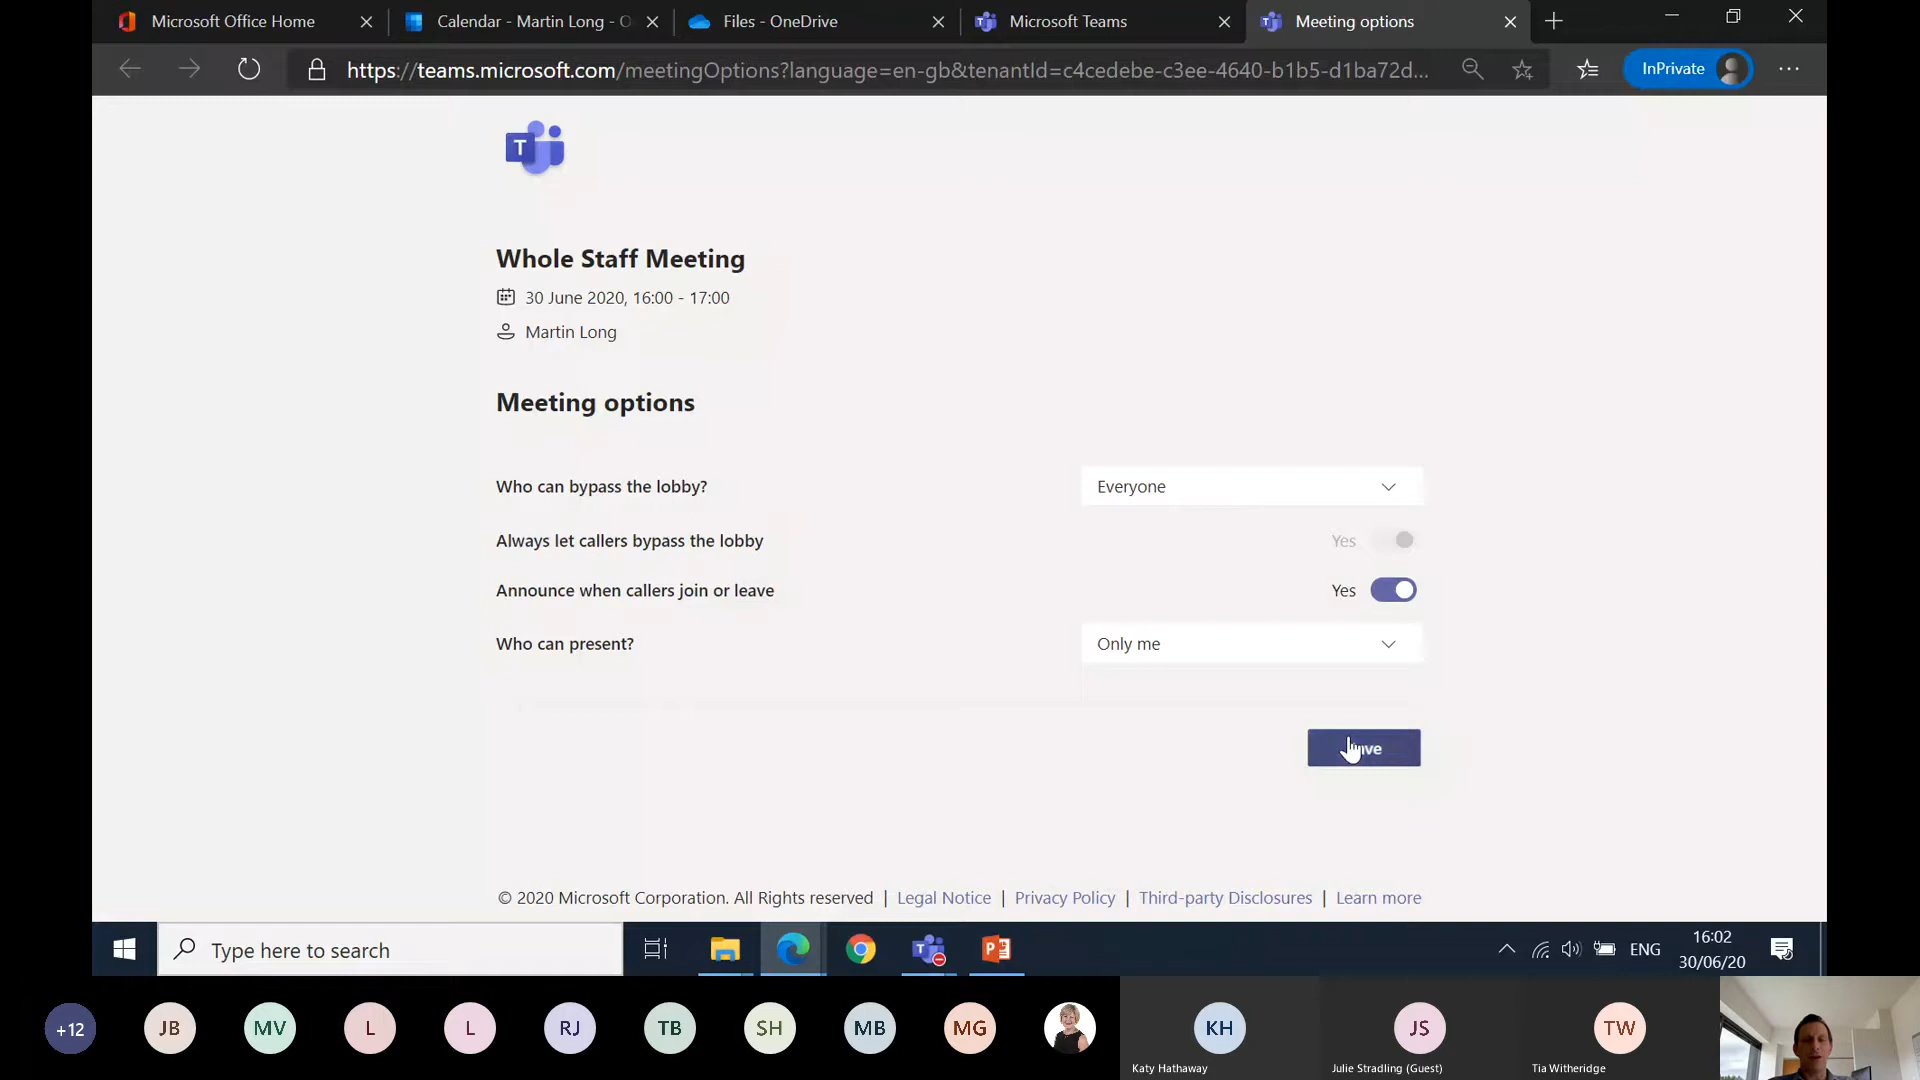 Microsoft Office Home
Calendar - Martin Long - O
Files - OneDrive
Microsoft Teams
Meeting options
https://teams.microsoft.com/meetingOptions?language=en-gb&tenantId=c4cedebe-c3ee-4640-b1b5-d1ba72d...
InPrivate
T
Whole Staff Meeting
30 June 2020, 16:00 - 17:00
Martin Long
Meeting options
Who can bypass the lobby?
Everyone
Always let callers bypass the lobby
Yes
Announce when callers join or leave
Yes
Who can present?
Only me
© 2020 Microsoft Corporation. All Rights reserved | Legal Notice | Privacy Policy | Third-party Disclosures | Learn more
Type here to search
ENG
16:02
30/06/20
+12
JB
MV
L
L
RJ
TB
SH
MB
MG
KH
JS
TW
Katy Hathaway
Julie Stradling (Guest)
Tia Witheridge